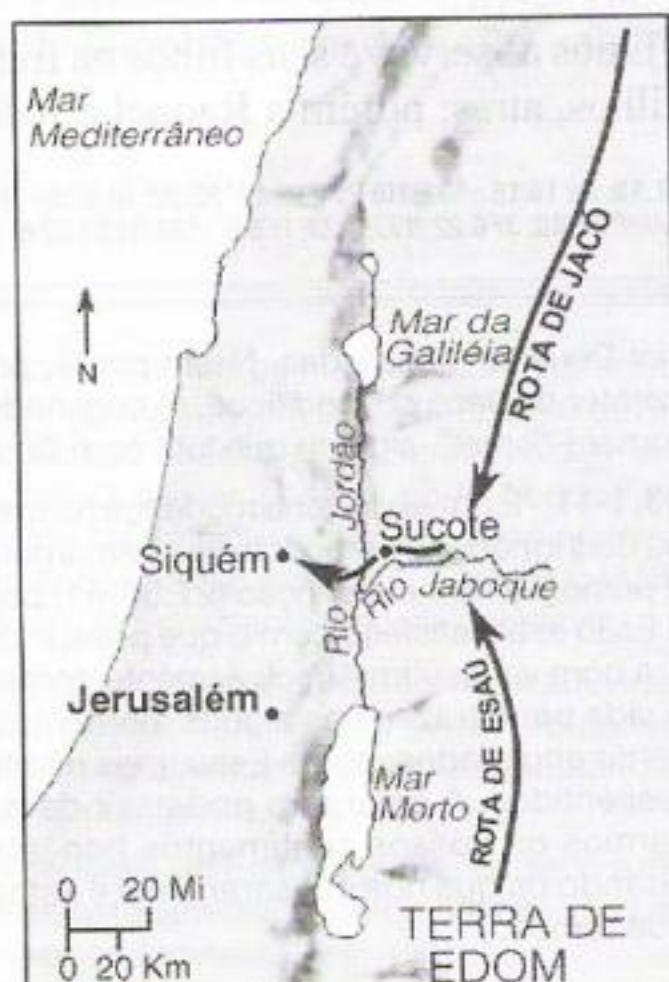 Mar
Mediterrâneo
N
Mar da
Galiléia
ROTA DE JACÓ
Rio Jordão
Sucote
Siquém
Rio Jaboque
Jerusalém
ROTA DE ESAÚ
Mar
Morto
0 20 Mi
0 20 Km
TERRA DE
EDOM